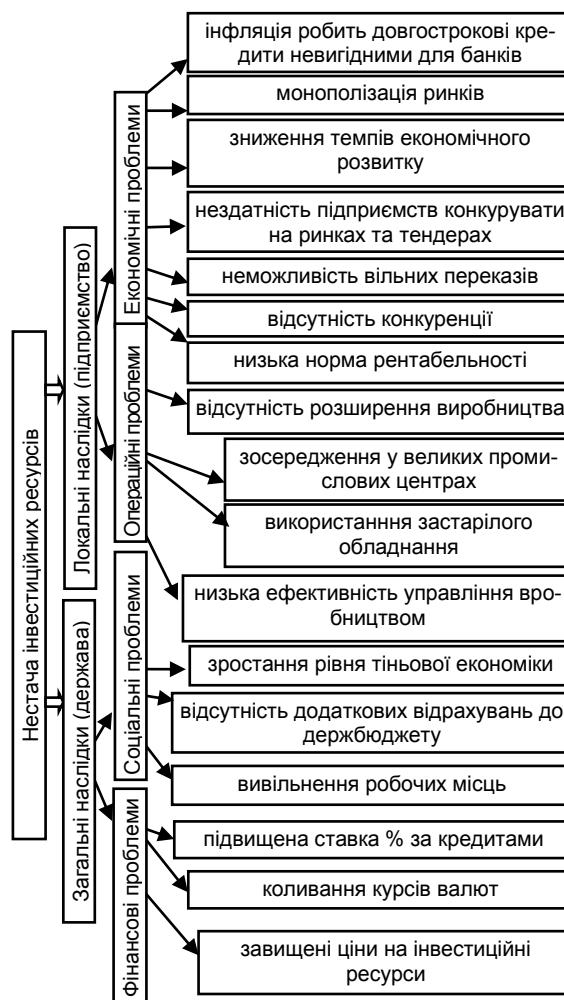 Нестача інвестиційних ресурсів
Локальні наслідки (підприємство)
Економічні проблеми
інфляція робить довгострокові кре-
дити невигідними для банків
монополізація ринків
зниження темпів економічного
розвитку
нездатність підприємств конкурувати
на ринках та тендерах
неможливість вільних переказів
відсутність конкуренції
низька норма рентабельності
Операційні проблеми
відсутність розширення виробництва
зосередження у великих проми-
слових центрах
використанння застарілого
обладнання
низька ефективність управління вро-
бництвом
Загальні наслідки (держава)
Соціальні проблеми
зростання рівня тіньової економіки
відсутність додаткових відрахувань до
держбюджету
вивільнення робочих місць
Фінансові проблеми
підвищена ставка % за кредитами
коливання курсів валют
завищені ціни на інвестиційні
ресурси